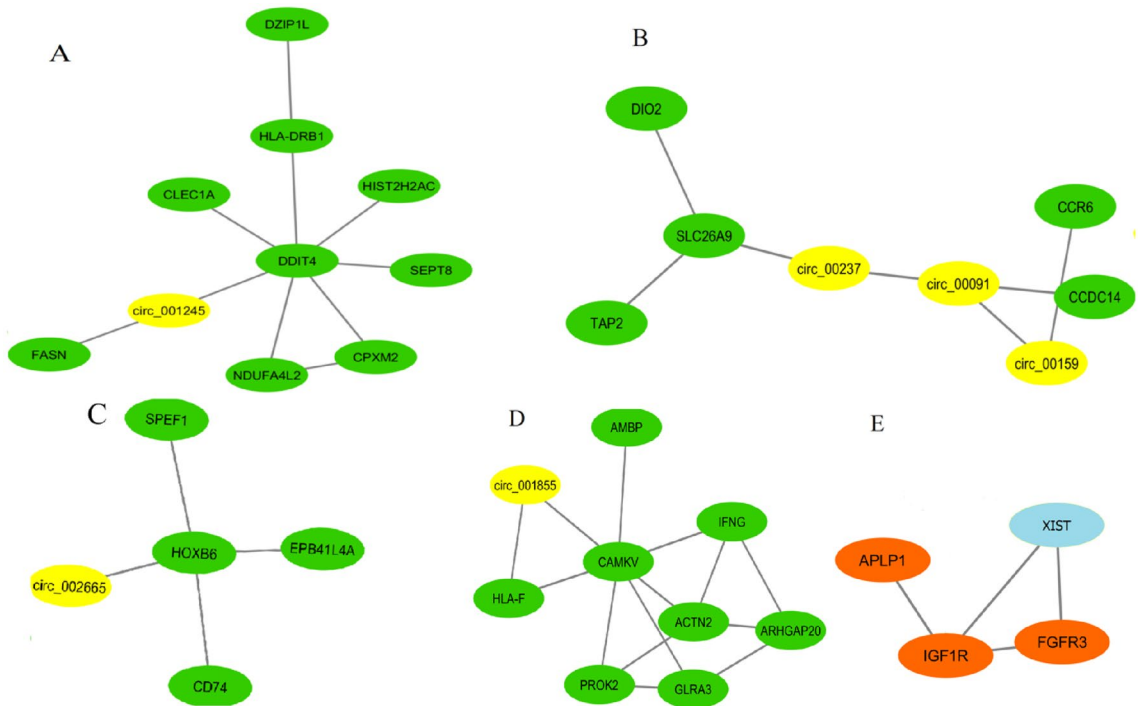 A
DZIP1L
HLA-DRB1
CLEC1A
HIST2H2AC
DDIT4
SEPT8
circ_001245
FASN
NDUFA4L2
CPXM2
B
DIO2
SLC26A9
CCR6
circ_00237
circ_00091
CCDC14
TAP2
circ_00159
C
SPEF1
HOXB6
EPB41L4A
circ_002665
CD74
D
AMBP
circ_001855
IFNG
CAMKV
HLA-F
ACTN2
ARHGAP20
PROK2
GLRA3
E
XIST
APLP1
IGF1R
FGFR3